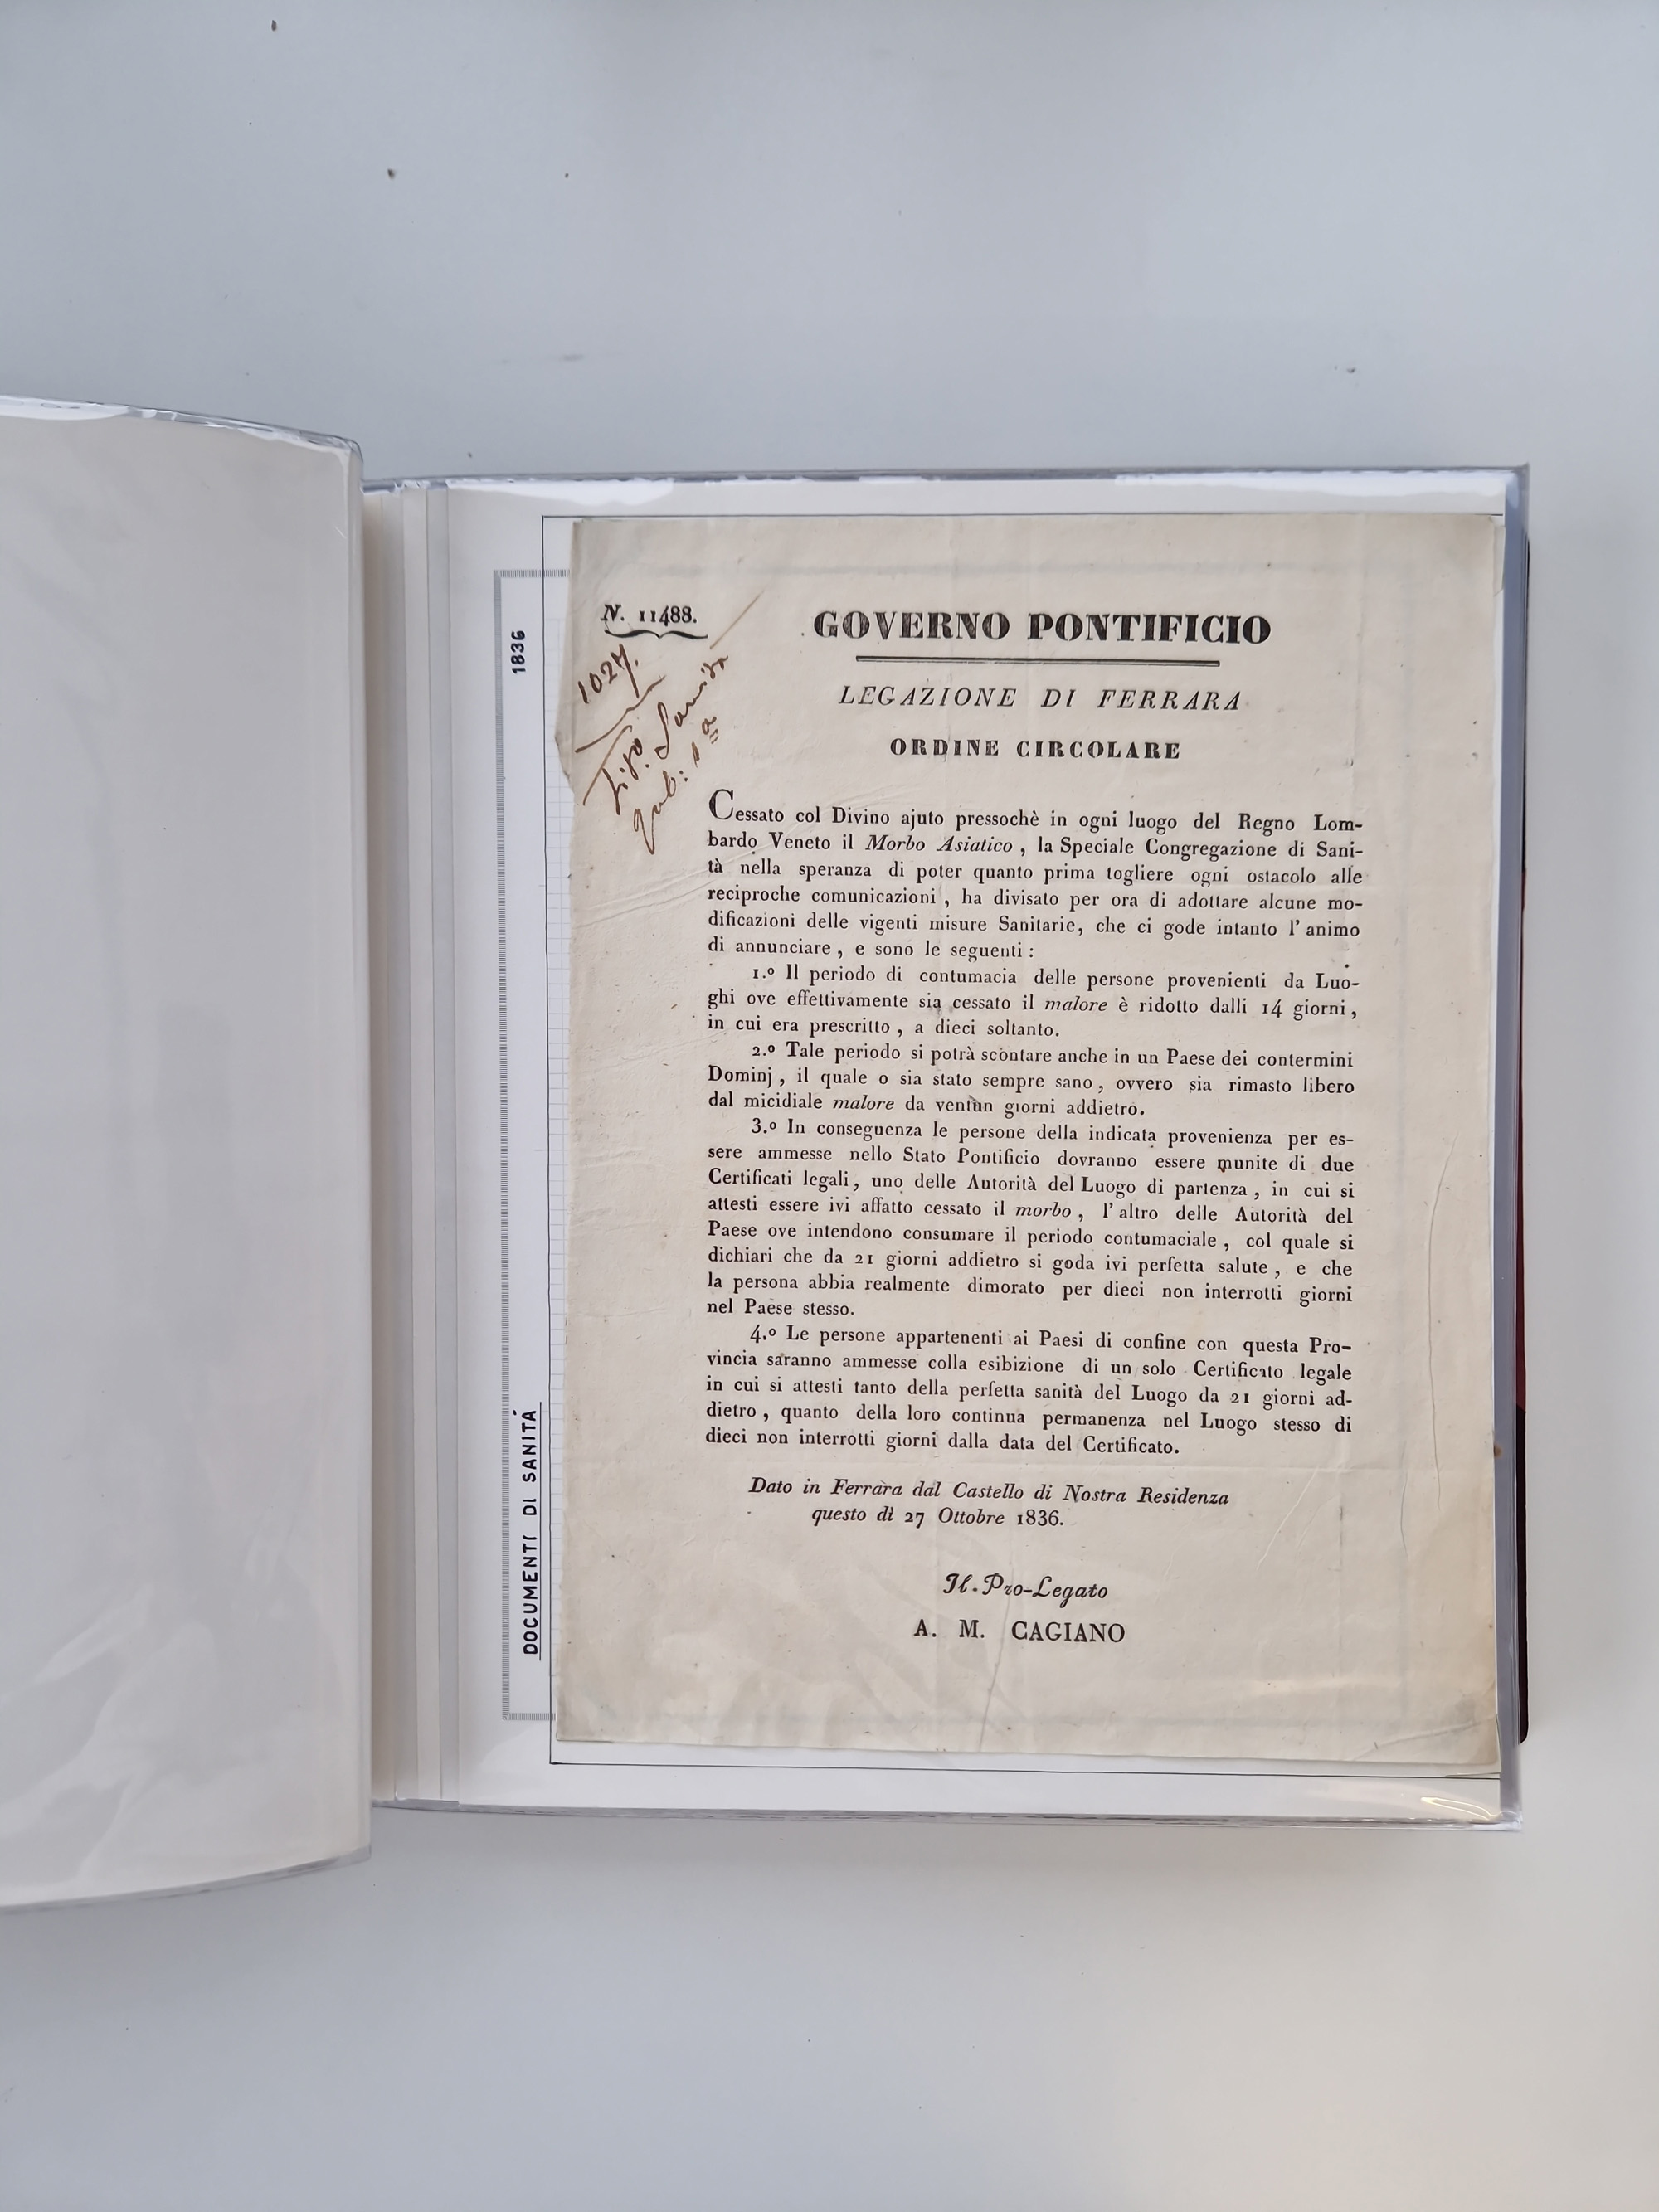 1836
DOCUMENTI DI SANITÁ
N. 11488.
1027.
Sanità
GOVERNO PONTIFICIO
LEGAZIONE DI FERRARA
ORDINE CIRCOLARE
Cessato col Divino ajuto pressochè in ogni luogo del Regno Lom-
bardo Veneto il Morbo Asiatico , la Speciale Congregazione di Sani-
tà nella speranza di poter quanto prima togliere ogni ostacolo alle
reciproche comunicazioni , ha divisato per ora di adottare alcune mo-
dificazioni delle vigenti misure Sanitarie, che ci gode intanto l' animo
di annunciare , e sono le seguenti :
1.º Il periodo di contumacia delle persone provenienti da Luo-
ghi ove effettivamente sia cessato il malore è ridotto dalli 14 giorni ,
in cui era prescritto , a dieci soltanto.
2.º Tale periodo si potrà scontare anche in un Paese dei contermini
Dominj , il quale o sia stato sempre sano , ovvero sia rimasto libero
dal micidiale malore da ventun giorni addietro.
3.º In conseguenza le persone della indicata provenienza per es-
sere ammesse nello Stato Pontificio dovranno essere munite di due
Certificati legali , uno delle Autorità del Luogo di partenza , in cui si
attesti essere ivi affatto cessato il morbo , l' altro delle Autorità del
Paese ove intendono consumare il periodo contumaciale , col quale si
dichiari che da 21 giorni addietro si goda ivi perfetta salute , e che
la persona abbia realmente dimorato per dieci non interrotti giorni
nel Paese stesso.
4.º Le persone appartenenti ai Paesi di confine con questa Pro-
vincia saranno ammesse colla esibizione di un solo Certificato legale
in cui si attesti tanto della perfetta sanità del Luogo da 21 giorni ad-
dietro , quanto della loro continua permanenza nel Luogo stesso di
dieci non interrotti giorni dalla data del Certificato.
Dato in Ferrara dal Castello di Nostra Residenza
questo dì 27 Ottobre 1836.
Il Pro-Legato
A. M. CAGIANO